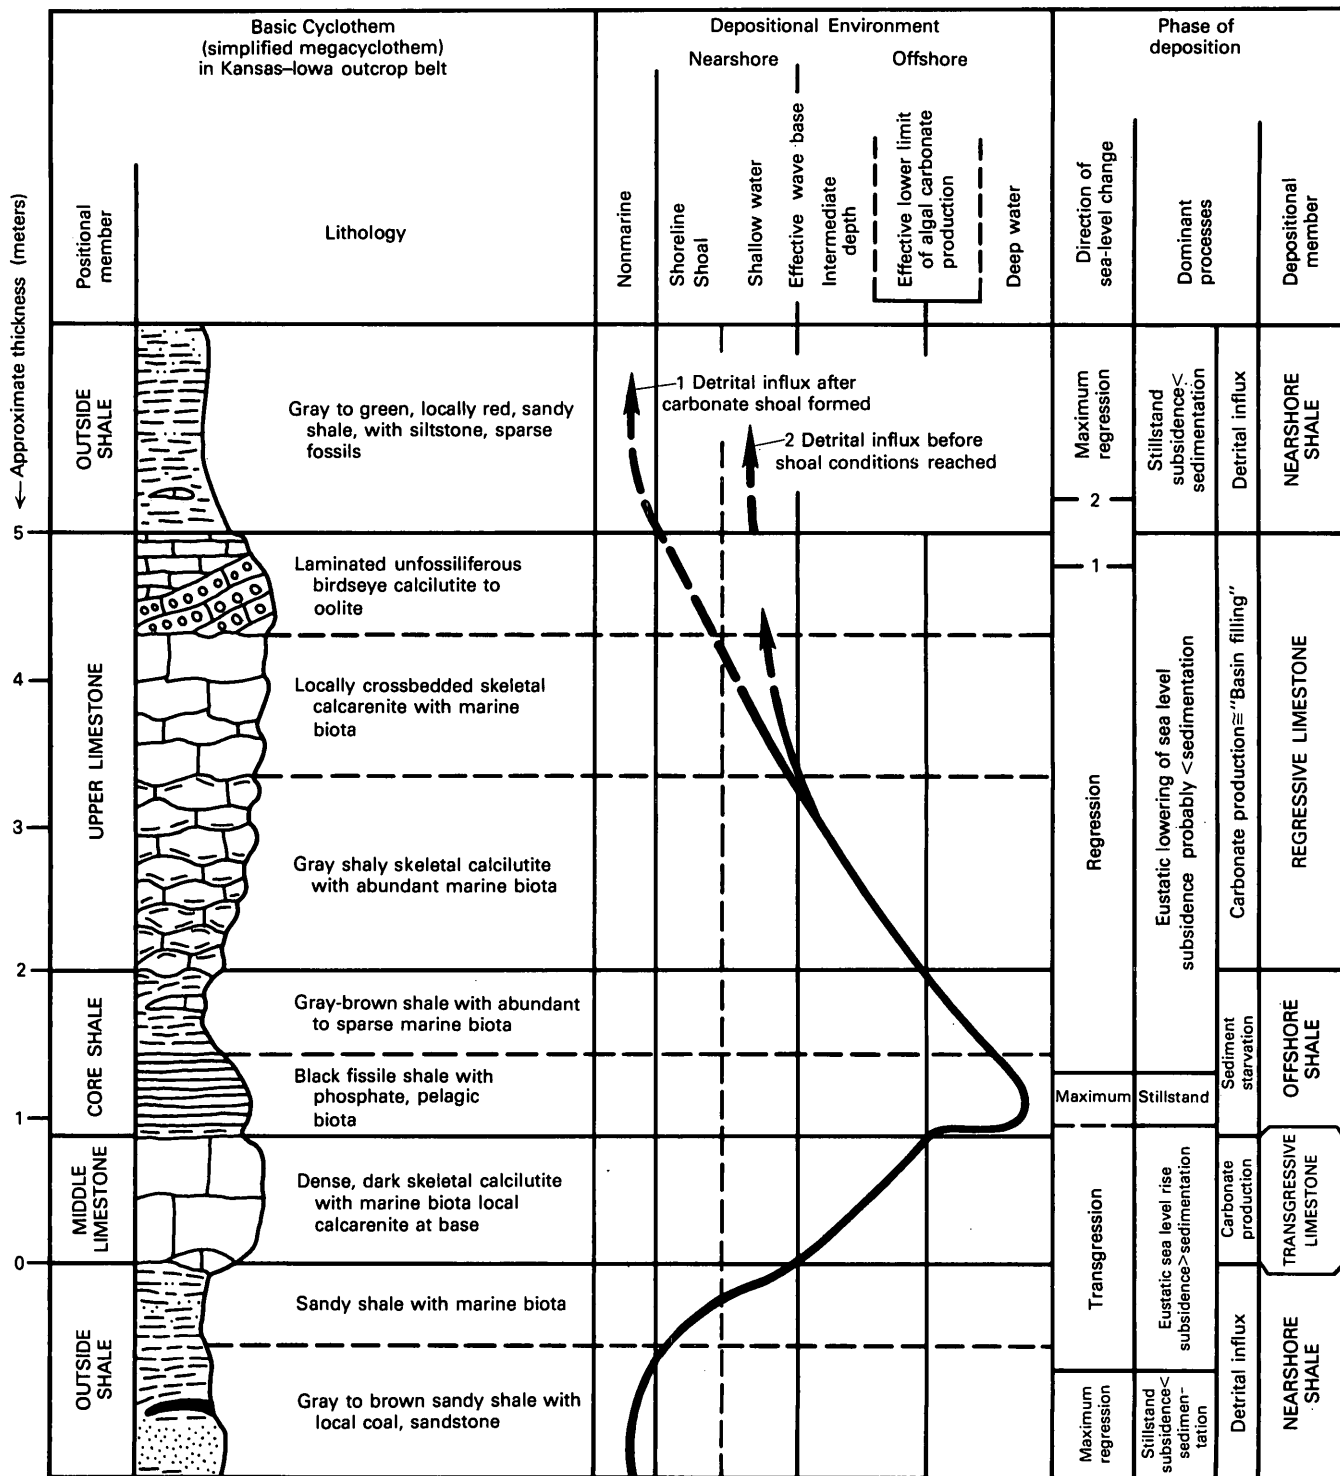 Basic Cyclothem
(simplified megacyclothem)
in Kansas–Iowa outcrop belt
Depositional Environment
Nearshore
Offshore
Phase of
deposition
← Approximate thickness (meters)
Positional
member
Lithology
Nonmarine
Shoreline
Shoal
Shallow water
Effective wave base
Intermediate
depth
Effective lower limit
of algal carbonate
production
Deep water
Direction of
sea-level change
Dominant
processes
Depositional
member
OUTSIDE
SHALE
Gray to green, locally red, sandy
shale, with siltstone, sparse
fossils
1 Detrital influx after
carbonate shoal formed
2 Detrital influx before
shoal conditions reached
Maximum
regression
2
1
Stillstand
subsidence<
sedimentation
Detrital influx
NEARSHORE
SHALE
5
UPPER LIMESTONE
Laminated unfossiliferous
birdseye calcilutite to
oolite
4
Locally crossbedded skeletal
calcarenite with marine
biota
3
Gray shaly skeletal calcilutite
with abundant marine biota
Regression
Eustatic lowering of sea level
subsidence probably <sedimentation
Carbonate production≅"Basin filling"
REGRESSIVE LIMESTONE
2
CORE SHALE
Gray-brown shale with abundant
to sparse marine biota
Black fissile shale with
phosphate, pelagic
biota
1
Maximum
Stillstand
Sediment
starvation
OFFSHORE
SHALE
MIDDLE
LIMESTONE
Dense, dark skeletal calcilutite
with marine biota local
calcarenite at base
0
Transgression
Eustatic sea level rise
subsidence>sedimentation
Carbonate
production
TRANSGRESSIVE
LIMESTONE
OUTSIDE
SHALE
Sandy shale with marine biota
Gray to brown sandy shale with
local coal, sandstone
Maximum
regression
Stillstand
subsidence<
sedimen-
tation
Detrital influx
NEARSHORE
SHALE